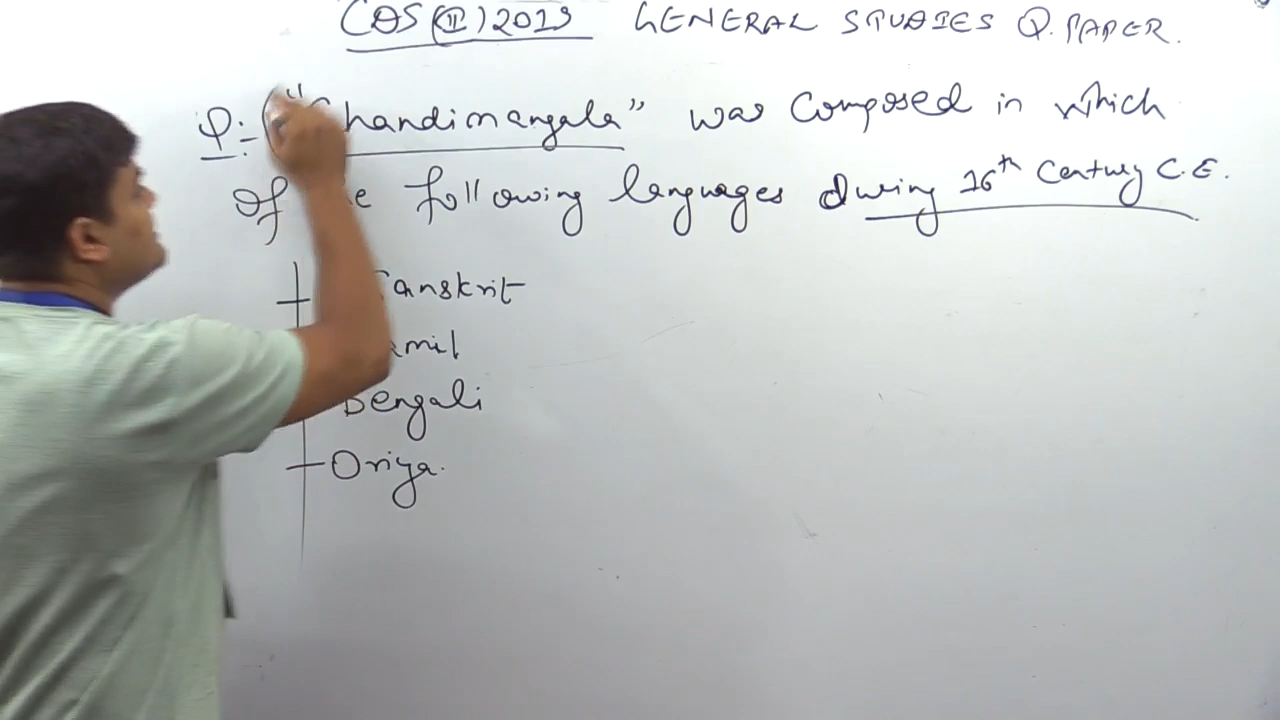 CDS (II) 2019 GENERAL STUDIES Q. PAPER.
Q:- "Chandimangala" was composed in which
of the following languages during 16th Century C.E.
Sanskrit
Tamil
Bengali
Oriya.